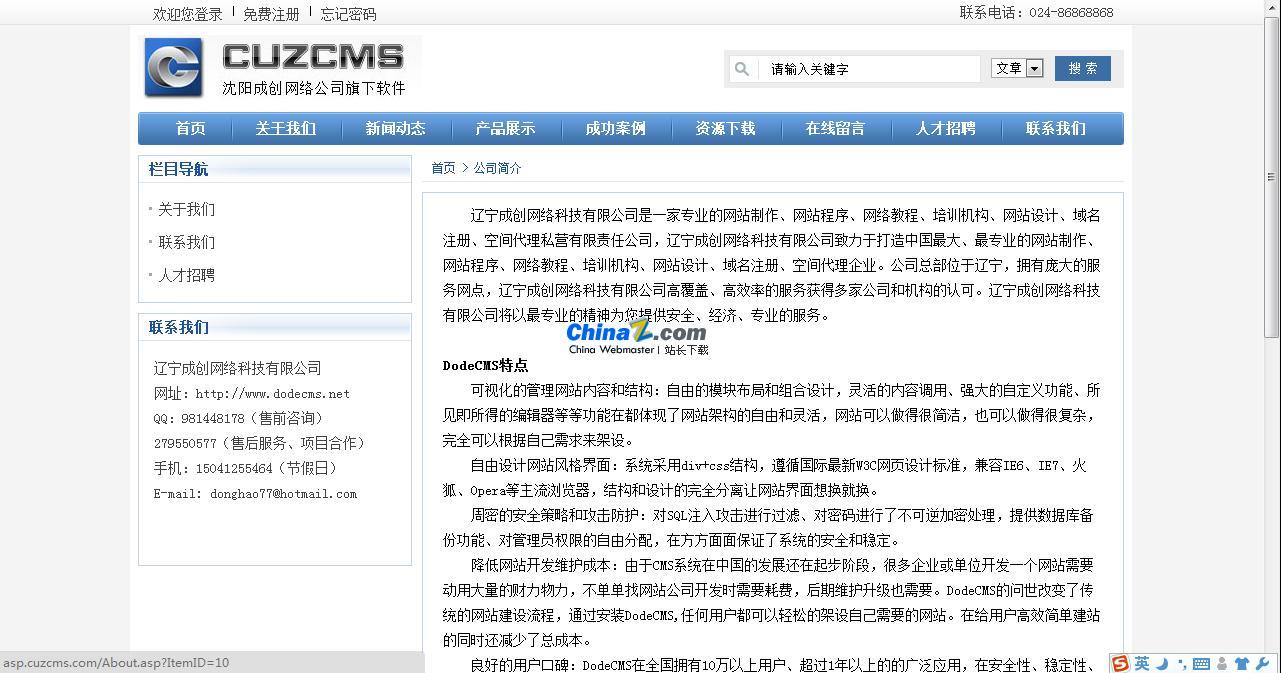 欢迎您登录 | 免费注册 | 忘记密码
联系电话：024-86868868
CUZCMS
沈阳成创网络公司旗下软件
请输入关键字
文章
搜 索
首页 关于我们 新闻动态 产品展示 成功案例 资源下载 在线留言 人才招聘 联系我们
栏目导航
关于我们
联系我们
人才招聘
联系我们
辽宁成创网络科技有限公司
网址：http://www.dodecms.net
QQ：981448178（售前咨询）
279550577（售后服务、项目合作）
手机：15041255464（节假日）
E-mail: donghao77@hotmail.com
首页 > 公司简介
辽宁成创网络科技有限公司是一家专业的网站制作、网站程序、网络教程、培训机构、网站设计、域名
注册、空间代理私营有限责任公司，辽宁成创网络科技有限公司致力于打造中国最大、最专业的网站制作、
网站程序、网络教程、培训机构、网站设计、域名注册、空间代理企业。公司总部位于辽宁，拥有庞大的服
务网点，辽宁成创网络科技有限公司高覆盖、高效率的服务获得多家公司和机构的认可。辽宁成创网络科技
有限公司将以最专业的精神为您提供安全、经济、专业的服务。
ChinaZ.com
China Webmaster | 站长下载
DodeCMS特点
可视化的管理网站内容和结构：自由的模块布局和组合设计，灵活的内容调用、强大的自定义功能、所
见即所得的编辑器等等功能在都体现了网站架构的自由和灵活，网站可以做得很简洁，也可以做得很复杂，
完全可以根据自己需求来架设。
自由设计网站风格界面：系统采用div+css结构，遵循国际最新W3C网页设计标准，兼容IE6、IE7、火
狐、Opera等主流浏览器，结构和设计的完全分离让网站界面想换就换。
周密的安全策略和攻击防护：对SQL注入攻击进行过滤、对密码进行了不可逆加密处理，提供数据库备
份功能、对管理员权限的自由分配，在方方面面保证了系统的安全和稳定。
降低网站开发维护成本：由于CMS系统在中国的发展还在起步阶段，很多企业或单位开发一个网站需要
动用大量的财力物力，不单单找网站公司开发时需要耗费，后期维护升级也需要。DodeCMS的问世改变了传
统的网站建设流程，通过安装DodeCMS,任何用户都可以轻松的架设自己需要的网站。在给用户高效简单建站
的同时还减少了总成本。
良好的用户口碑：DodeCMS在全国拥有10万以上用户、超过1年以上的的广泛应用，在安全性、稳定性、
asp.cuzcms.com/About.asp?ItemID=10
英